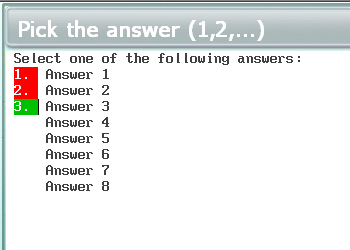 Pick the answer (1,2,...)
Select one of the following answers:
1. Answer 1
2. Answer 2
3. Answer 3
Answer 4
Answer 5
Answer 6
Answer 7
Answer 8